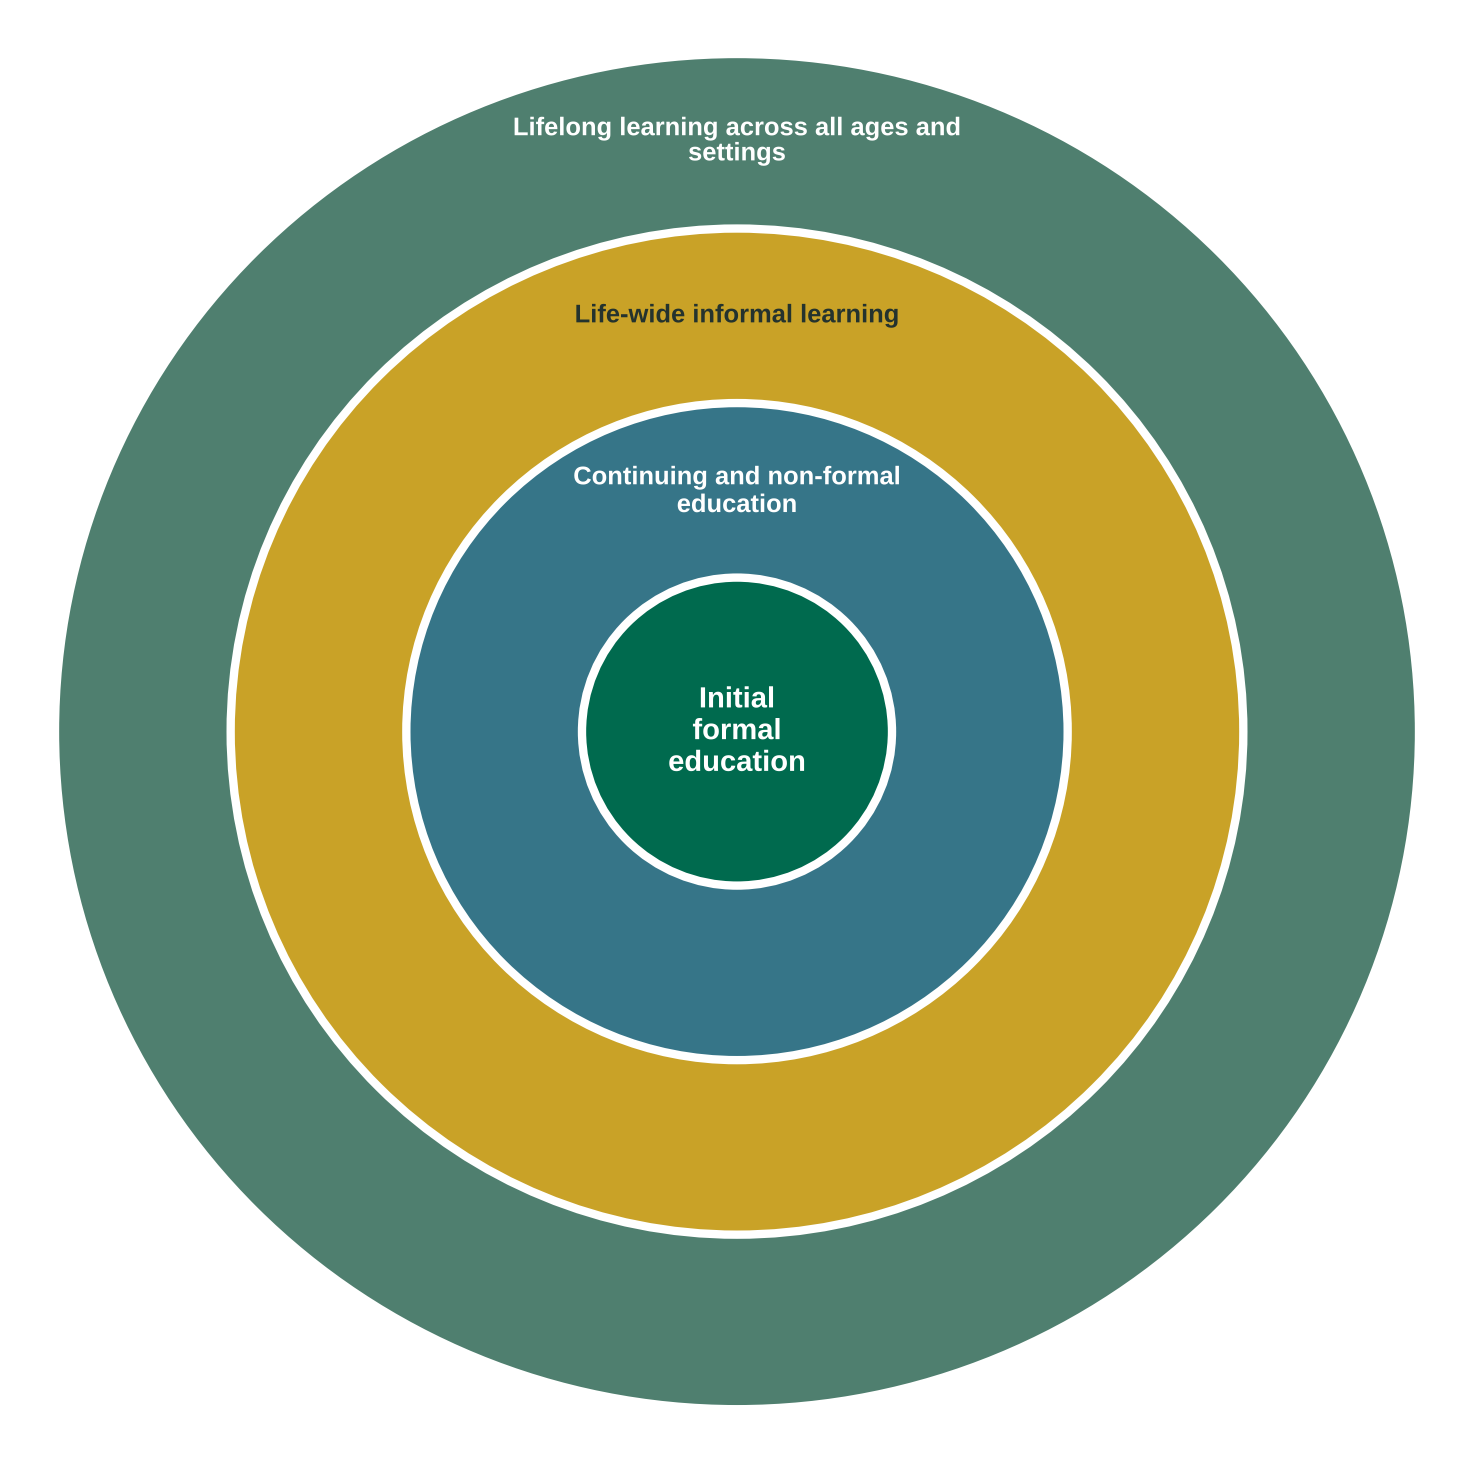 Lifelong learning across all ages and
settings
Life-wide informal learning
Continuing and non-formal
education
Initial
formal
education